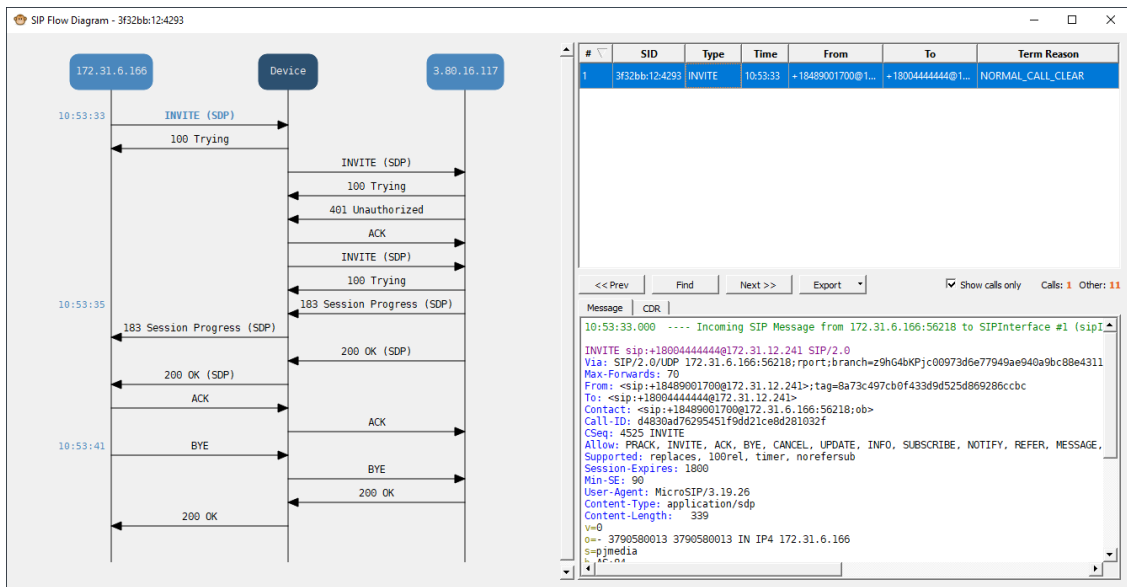 SIP Flow Diagram - 3f32bb:12:4293
172.31.6.166
Device
3.80.16.117
10:53:33
INVITE (SDP)
100 Trying
INVITE (SDP)
100 Trying
401 Unauthorized
ACK
INVITE (SDP)
100 Trying
10:53:35
183 Session Progress (SDP)
183 Session Progress (SDP)
200 OK (SDP)
200 OK (SDP)
ACK
ACK
10:53:41
BYE
BYE
200 OK
200 OK
# SID Type Time From To Term Reason
1 3f32bb:12:4293 INVITE 10:53:33 +18489001700@1... +18004444444@1... NORMAL_CALL_CLEAR
<< Prev Find Next >> Export Show calls only Calls: 1 Other: 11
Message CDR
10:53:33.000 ---- Incoming SIP Message from 172.31.6.166:56218 to SIPInterface #1 (sipI
INVITE sip:+18004444444@172.31.12.241 SIP/2.0
Via: SIP/2.0/UDP 172.31.6.166:56218;rport;branch=z9hG4bKPjc00973d6e77949ae940a9bc88e4311
Max-Forwards: 70
From: <sip:+18489001700@172.31.12.241>;tag=8a73c497cb0f433d9d525d869286ccbc
To: <sip:+18004444444@172.31.12.241>
Contact: <sip:+18489001700@172.31.6.166:56218;ob>
Call-ID: d4830ad76295451f9dd21ce8d281032f
CSeq: 4525 INVITE
Allow: PRACK, INVITE, ACK, BYE, CANCEL, UPDATE, INFO, SUBSCRIBE, NOTIFY, REFER, MESSAGE,
Supported: replaces, 100rel, timer, norefersub
Session-Expires: 1800
Min-SE: 90
User-Agent: MicroSIP/3.19.26
Content-Type: application/sdp
Content-Length: 339
v=0
o=- 3790580013 3790580013 IN IP4 172.31.6.166
s=pjmedia
b=AS:84